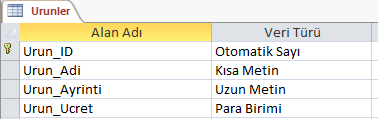 Urunler
Alan Adı Veri Türü
Urun_ID Otomatik Sayı
Urun_Adi Kısa Metin
Urun_Ayrinti Uzun Metin
Urun_Ucret Para Birimi